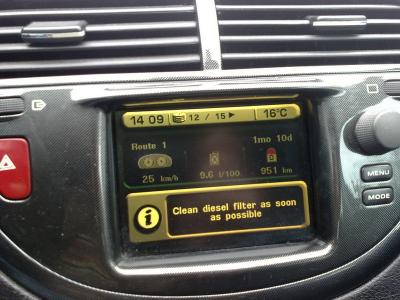 14 09 12 / 15 ▶ 16°C
Route 1 1mo 10d
25 km/h 9.6 l/100 951 km
Clean diesel filter as soon
as possible
MENU
MODE